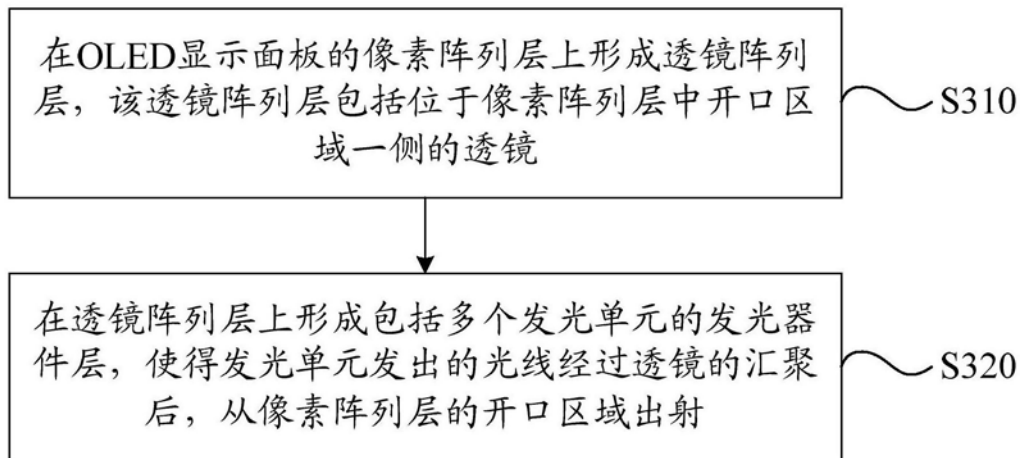 在OLED显示面板的像素阵列层上形成透镜阵列
层，该透镜阵列层包括位于像素阵列层中开口区
域一侧的透镜
S310
在透镜阵列层上形成包括多个发光单元的发光器
件层，使得发光单元发出的光线经过透镜的汇聚
后，从像素阵列层的开口区域出射
S320